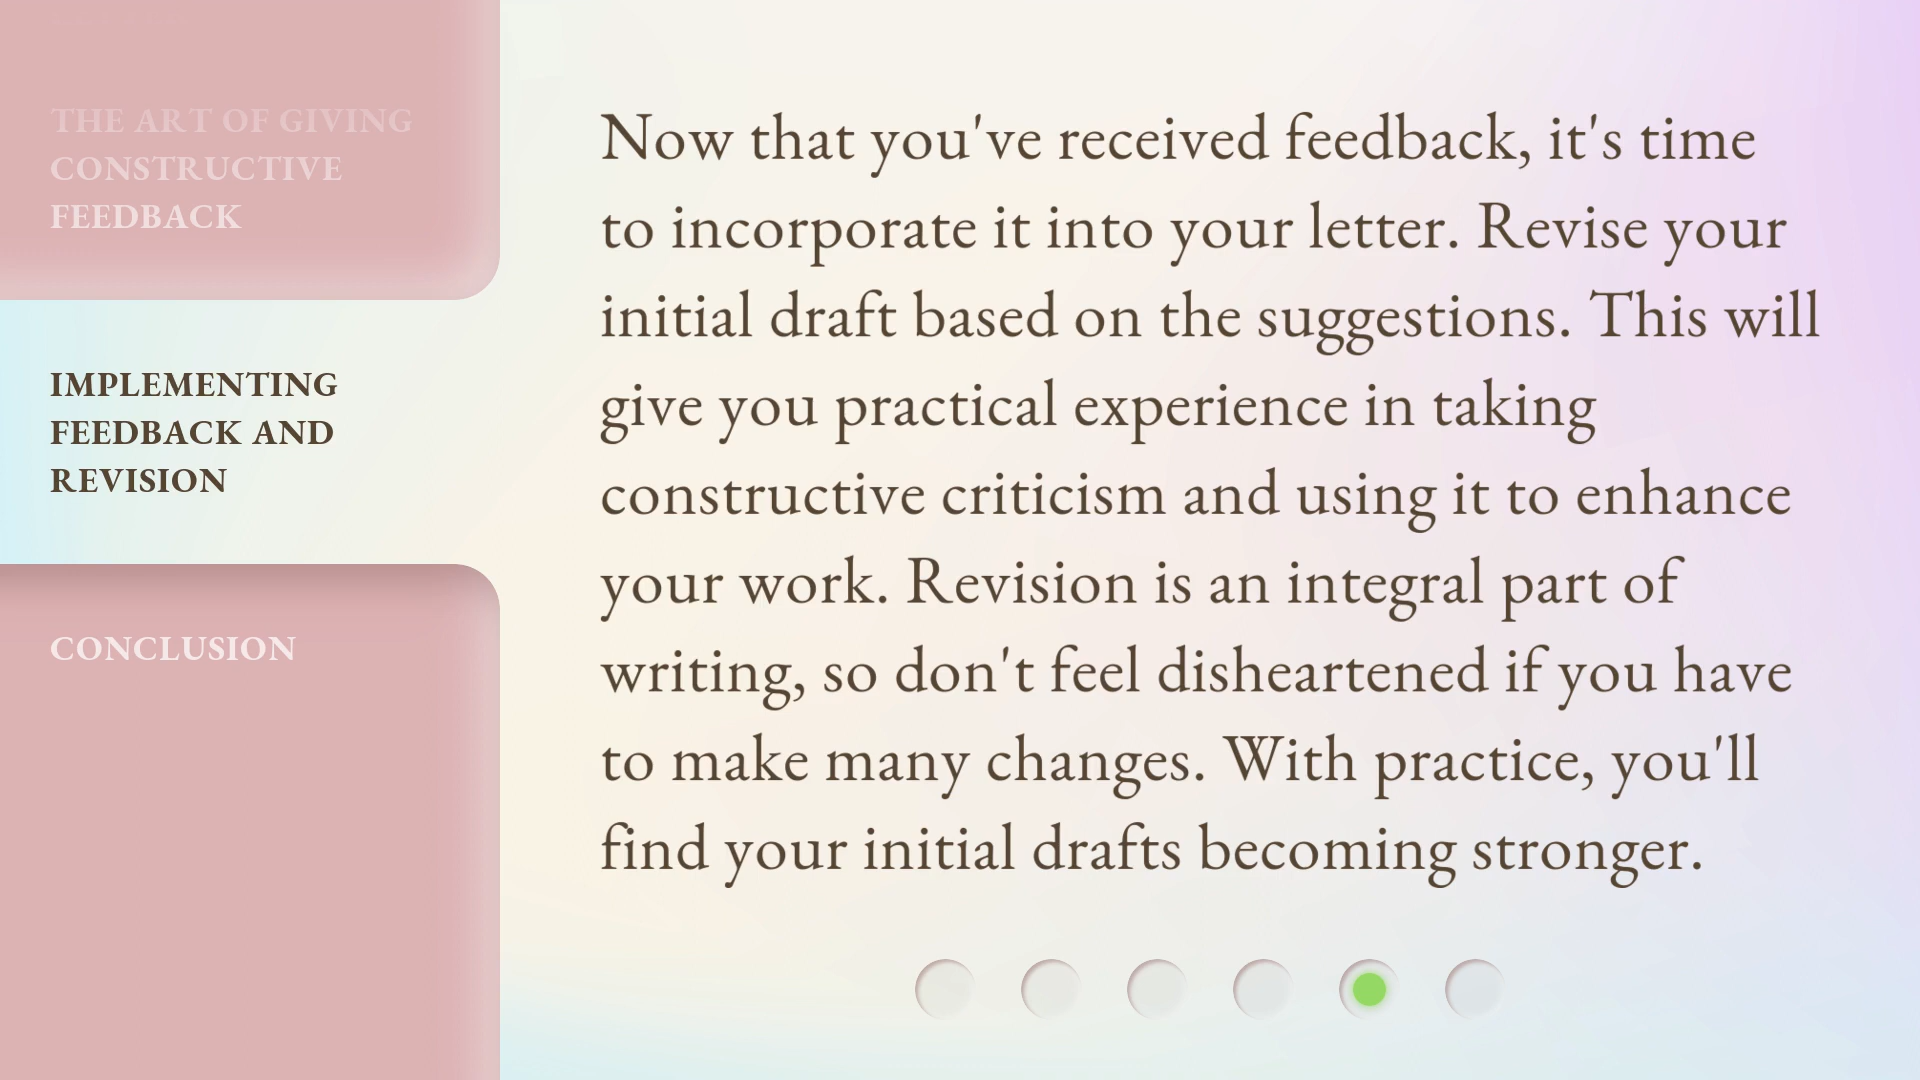 THE ART OF GIVING
CONSTRUCTIVE
FEEDBACK
IMPLEMENTING
FEEDBACK AND
REVISION
CONCLUSION
Now that you've received feedback, it's time
to incorporate it into your letter. Revise your
initial draft based on the suggestions. This will
give you practical experience in taking
constructive criticism and using it to enhance
your work. Revision is an integral part of
writing, so don't feel disheartened if you have
to make many changes. With practice, you'll
find your initial drafts becoming stronger.